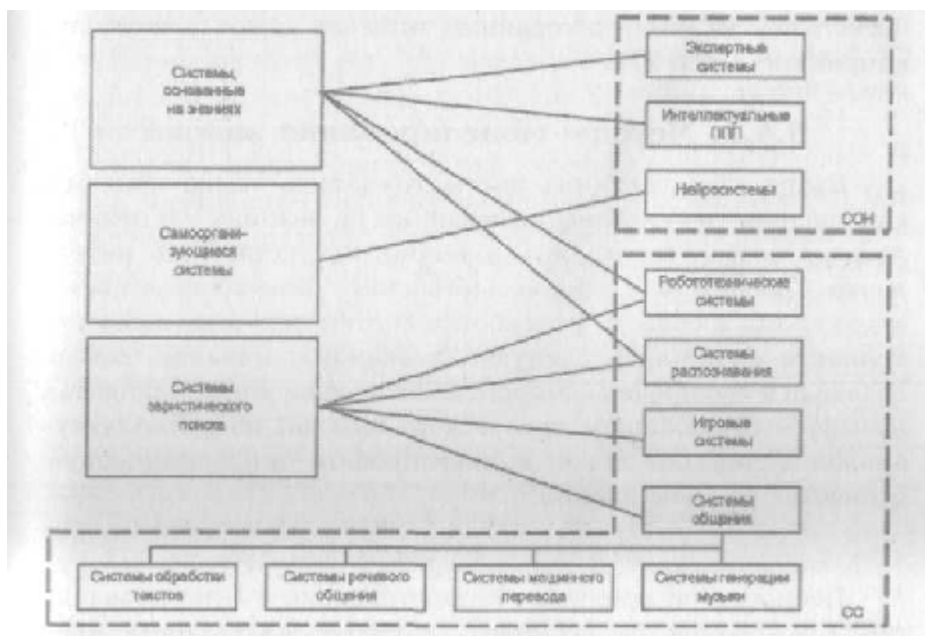 Системы,
основанные
на знаниях
Самооргани-
зующиеся
системы
Системы
эвристического
поиска
Экспертные
системы
Интеллектуальные
ППП
Нейросистемы
СОН
Робототехнические
системы
Системы
распознавания
Игровые
системы
Системы
общения
Системы обработки
текстов
Системы речевого
общения
Системы машинного
перевода
Системы генерации
музыки
СС